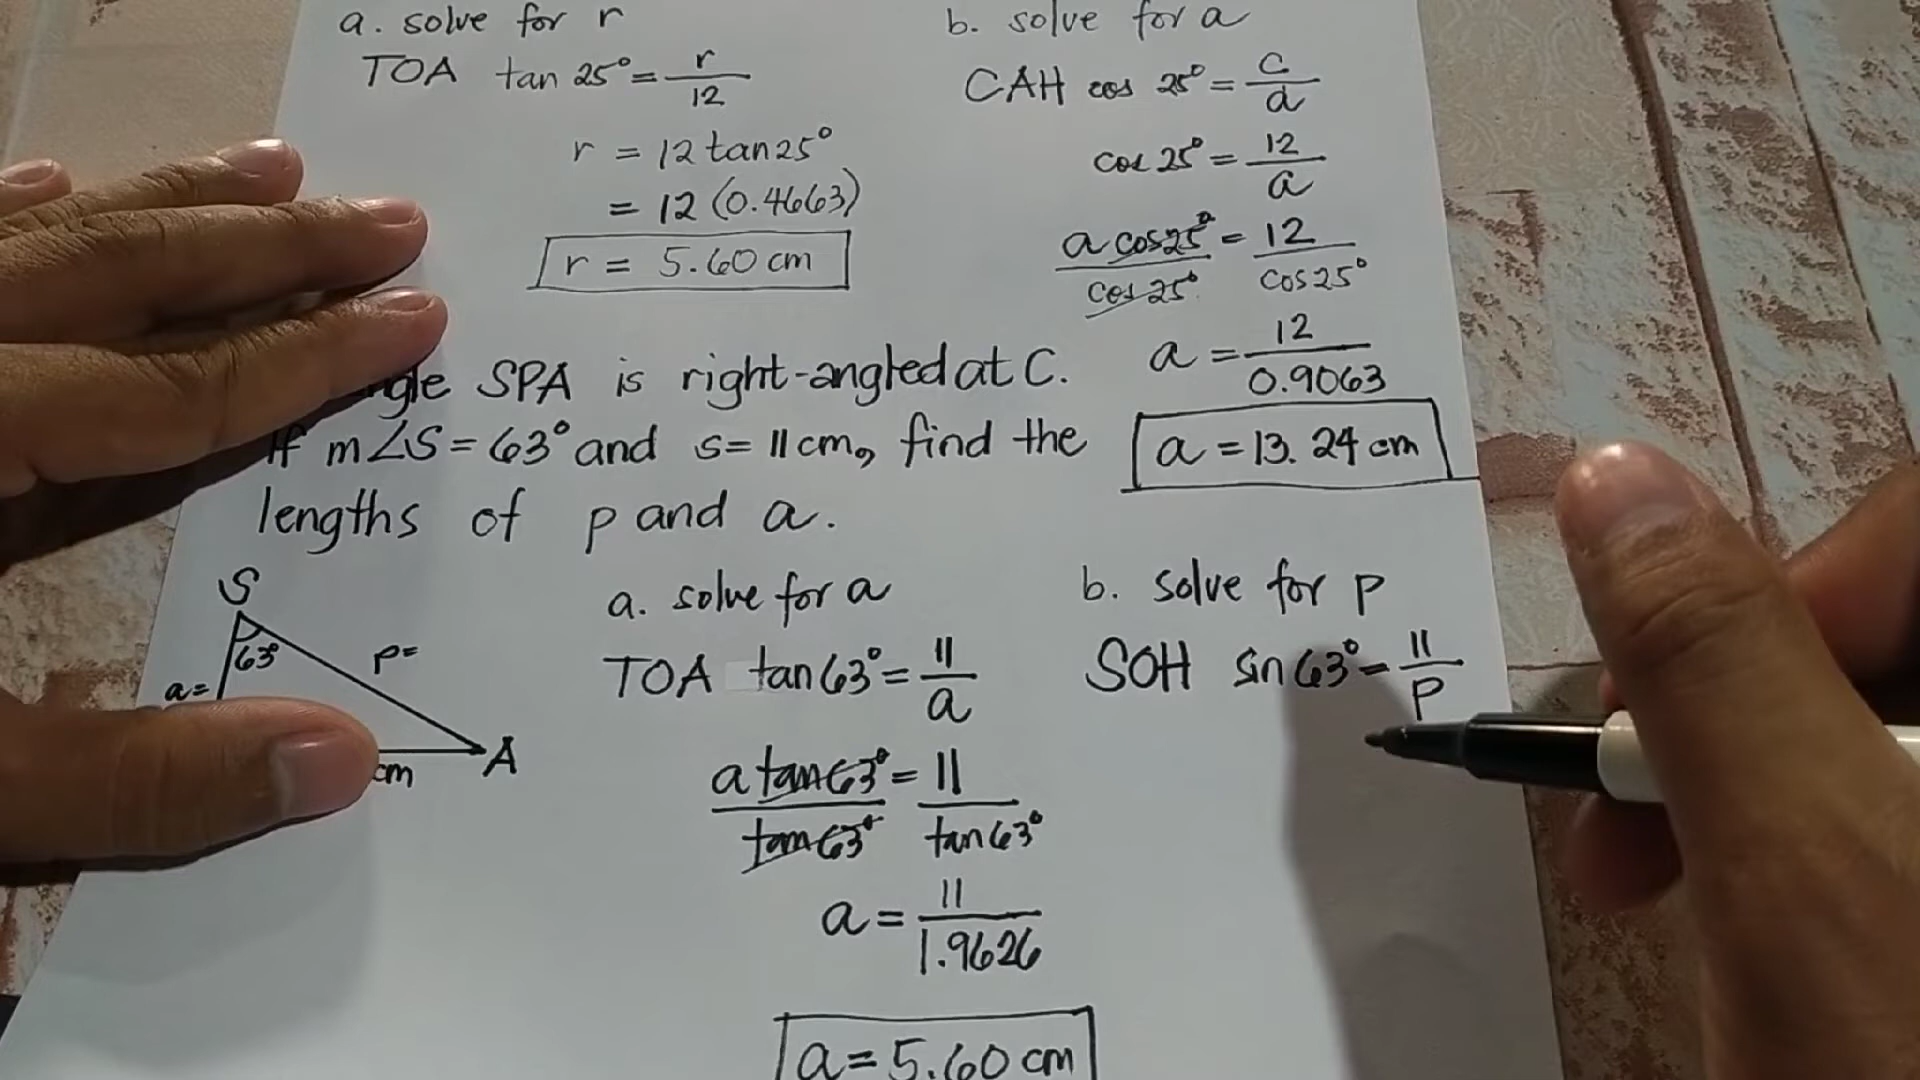 a. solve for r
TOA tan 25° = r/12
r = 12 tan 25°
= 12 (0.4663)
r = 5.60 cm
b. solve for a
CAH cos 25° = c/a
cos 25° = 12/a
a cos 25°/cos 25° = 12/cos 25°
a = 12/0.9063
a = 13.24 cm
SPA is right-angled at C.
If m∠S = 63° and s = 11 cm, find the
lengths of p and a.
S
63°
p=
a=
A
cm
a. solve for a
TOA tan 63° = 11/a
a tan 63°/tan 63° = 11/tan 63°
a = 11/1.9626
a = 5.60 cm
b. solve for p
SOH sin 63° = 11/p